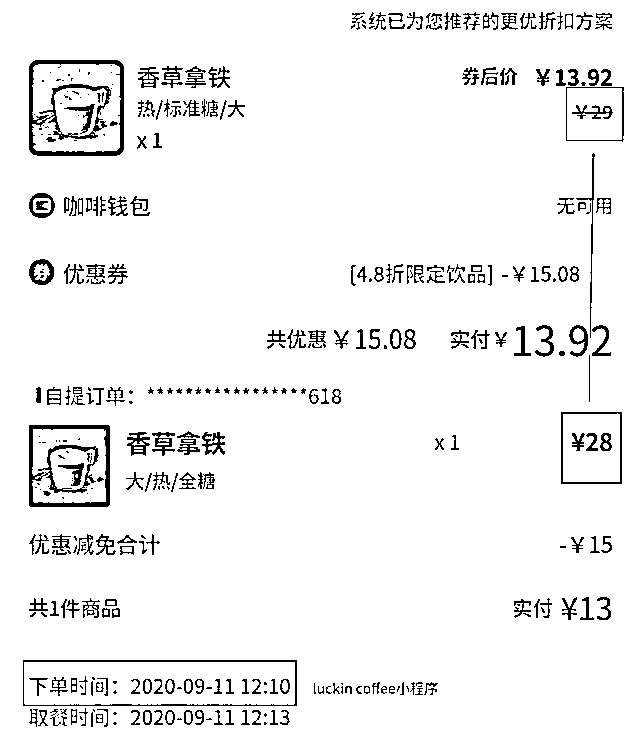 系统已为您推荐的更优折扣方案
香草拿铁 券后价 ￥13.92
热/标准糖/大 ￥29
x 1
咖啡钱包 无可用
券 优惠券 [4.8折限定饮品] -￥15.08
共优惠 ￥15.08 实付￥13.92
自提订单：*****************618
香草拿铁 x 1 ¥28
大/热/全糖
优惠减免合计 -￥15
共1件商品 实付 ¥13
下单时间：2020-09-11 12:10 luckin coffee小程序
取餐时间：2020-09-11 12:13